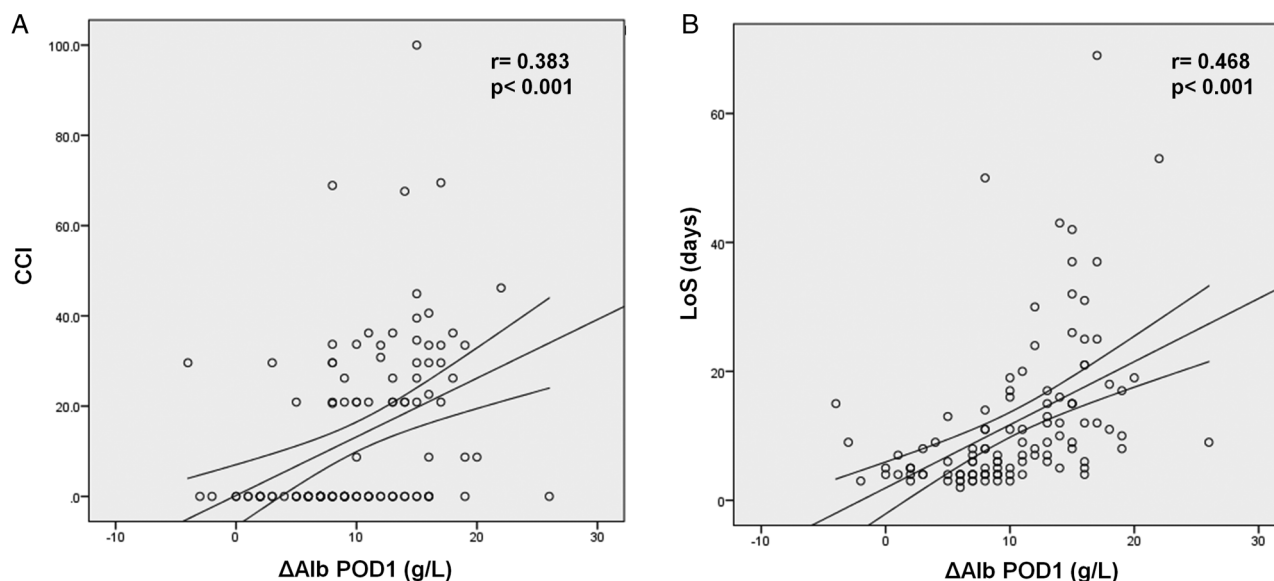 A
r= 0.383
p< 0.001
CCI
100.0
80.0
60.0
40.0
20.0
.0
-10
0
10
20
30
ΔAlb POD1 (g/L)
B
r= 0.468
p< 0.001
LoS (days)
60
40
20
0
-10
0
10
20
30
ΔAlb POD1 (g/L)